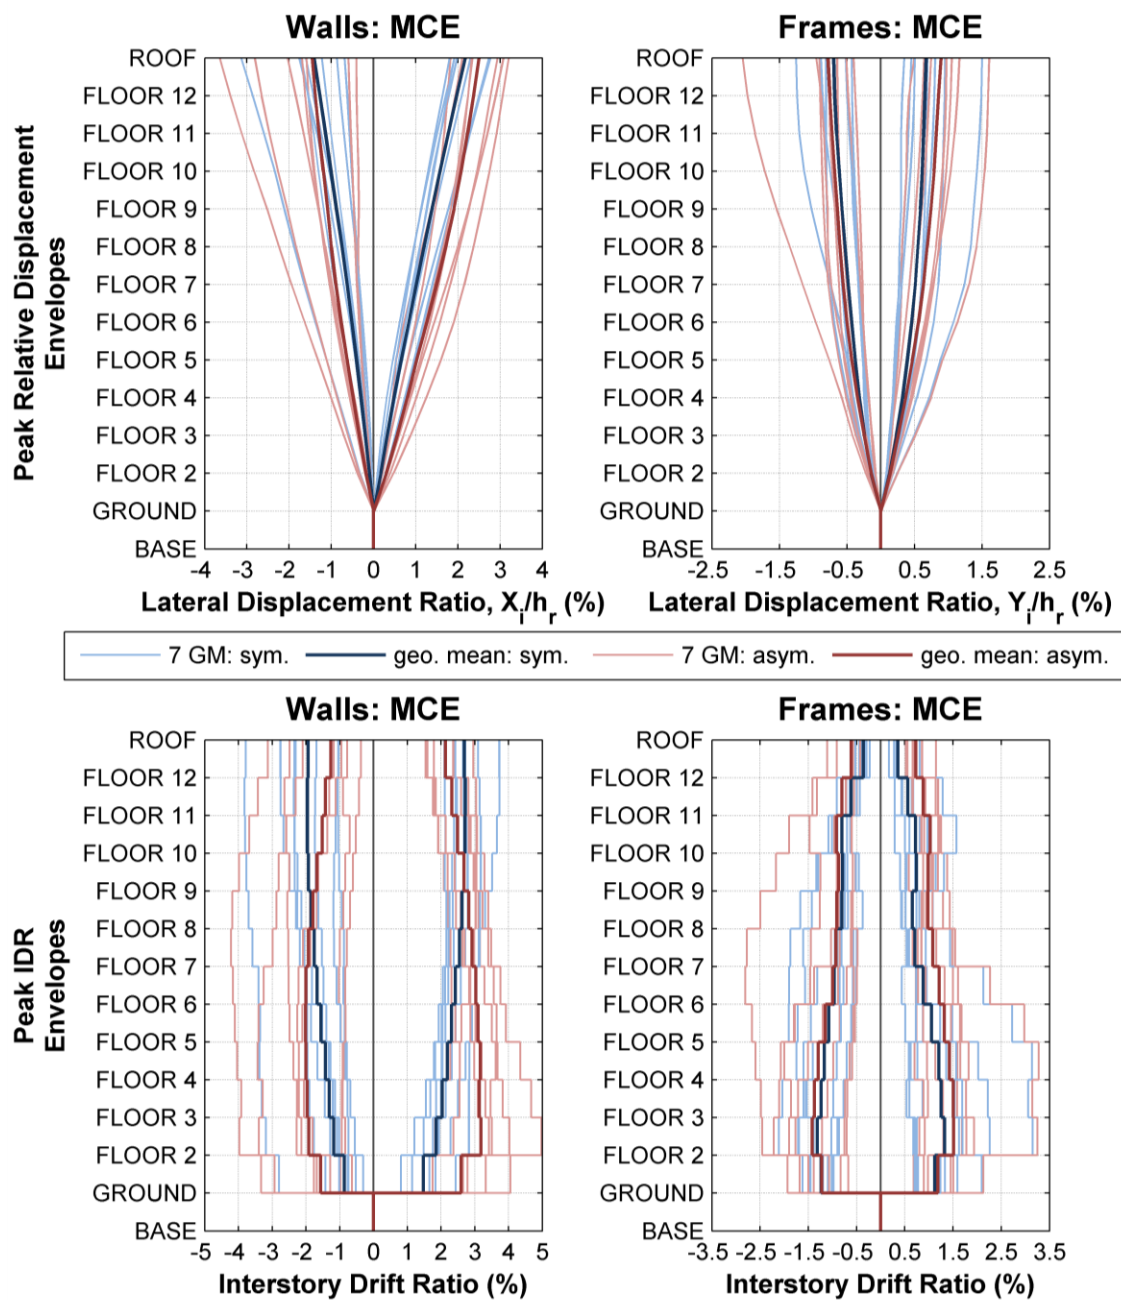 Walls: MCE
Frames: MCE
Peak Relative Displacement
Envelopes
ROOF
FLOOR 12
FLOOR 11
FLOOR 10
FLOOR 9
FLOOR 8
FLOOR 7
FLOOR 6
FLOOR 5
FLOOR 4
FLOOR 3
FLOOR 2
GROUND
BASE
-4 -3 -2 -1 0 1 2 3 4
Lateral Displacement Ratio, X_i/h_r (%)
ROOF
FLOOR 12
FLOOR 11
FLOOR 10
FLOOR 9
FLOOR 8
FLOOR 7
FLOOR 6
FLOOR 5
FLOOR 4
FLOOR 3
FLOOR 2
GROUND
BASE
-2.5 -1.5 -0.5 0.5 1.5 2.5
Lateral Displacement Ratio, Y_i/h_r (%)
7 GM: sym. geo. mean: sym. 7 GM: asym. geo. mean: asym.
Walls: MCE
Frames: MCE
Peak IDR
Envelopes
ROOF
FLOOR 12
FLOOR 11
FLOOR 10
FLOOR 9
FLOOR 8
FLOOR 7
FLOOR 6
FLOOR 5
FLOOR 4
FLOOR 3
FLOOR 2
GROUND
BASE
-5 -4 -3 -2 -1 0 1 2 3 4 5
Interstory Drift Ratio (%)
ROOF
FLOOR 12
FLOOR 11
FLOOR 10
FLOOR 9
FLOOR 8
FLOOR 7
FLOOR 6
FLOOR 5
FLOOR 4
FLOOR 3
FLOOR 2
GROUND
BASE
-3.5 -2.5 -1.5 -0.5 0.5 1.5 2.5 3.5
Interstory Drift Ratio (%)